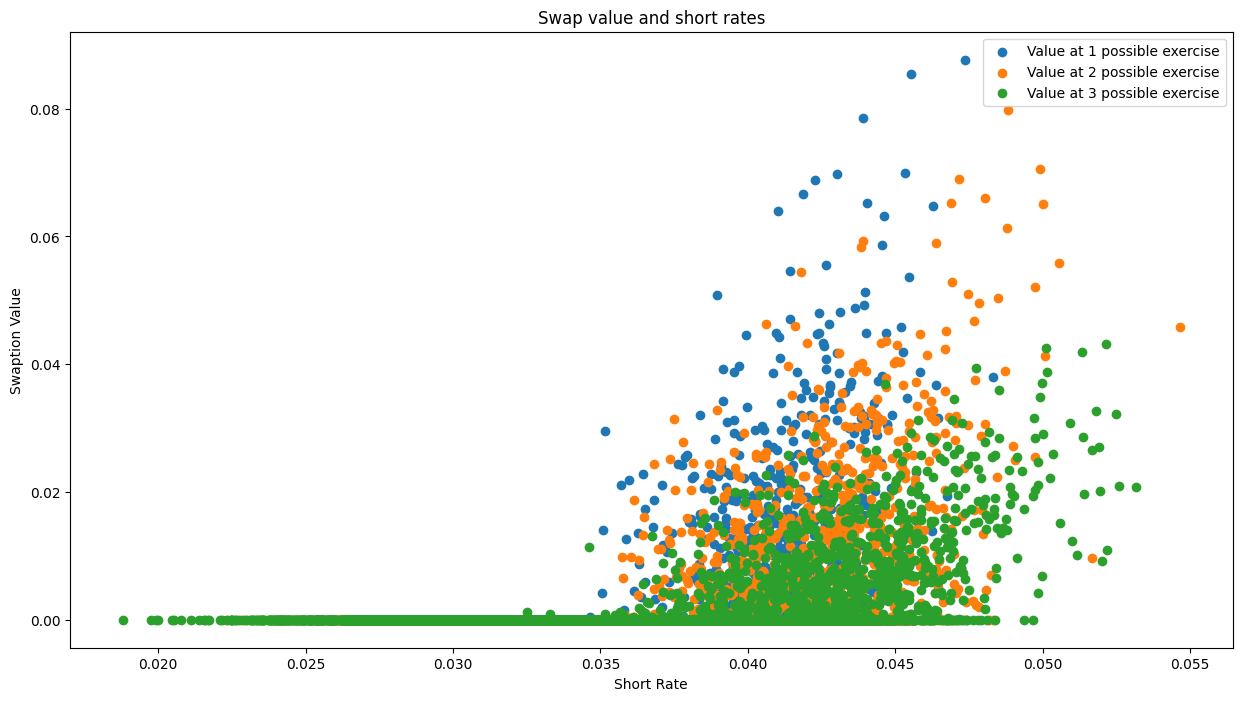 Swap value and short rates
Value at 1 possible exercise
Value at 2 possible exercise
Value at 3 possible exercise
Swaption Value
0.08
0.06
0.04
0.02
0.00
0.020 0.025 0.030 0.035 0.040 0.045 0.050 0.055
Short Rate